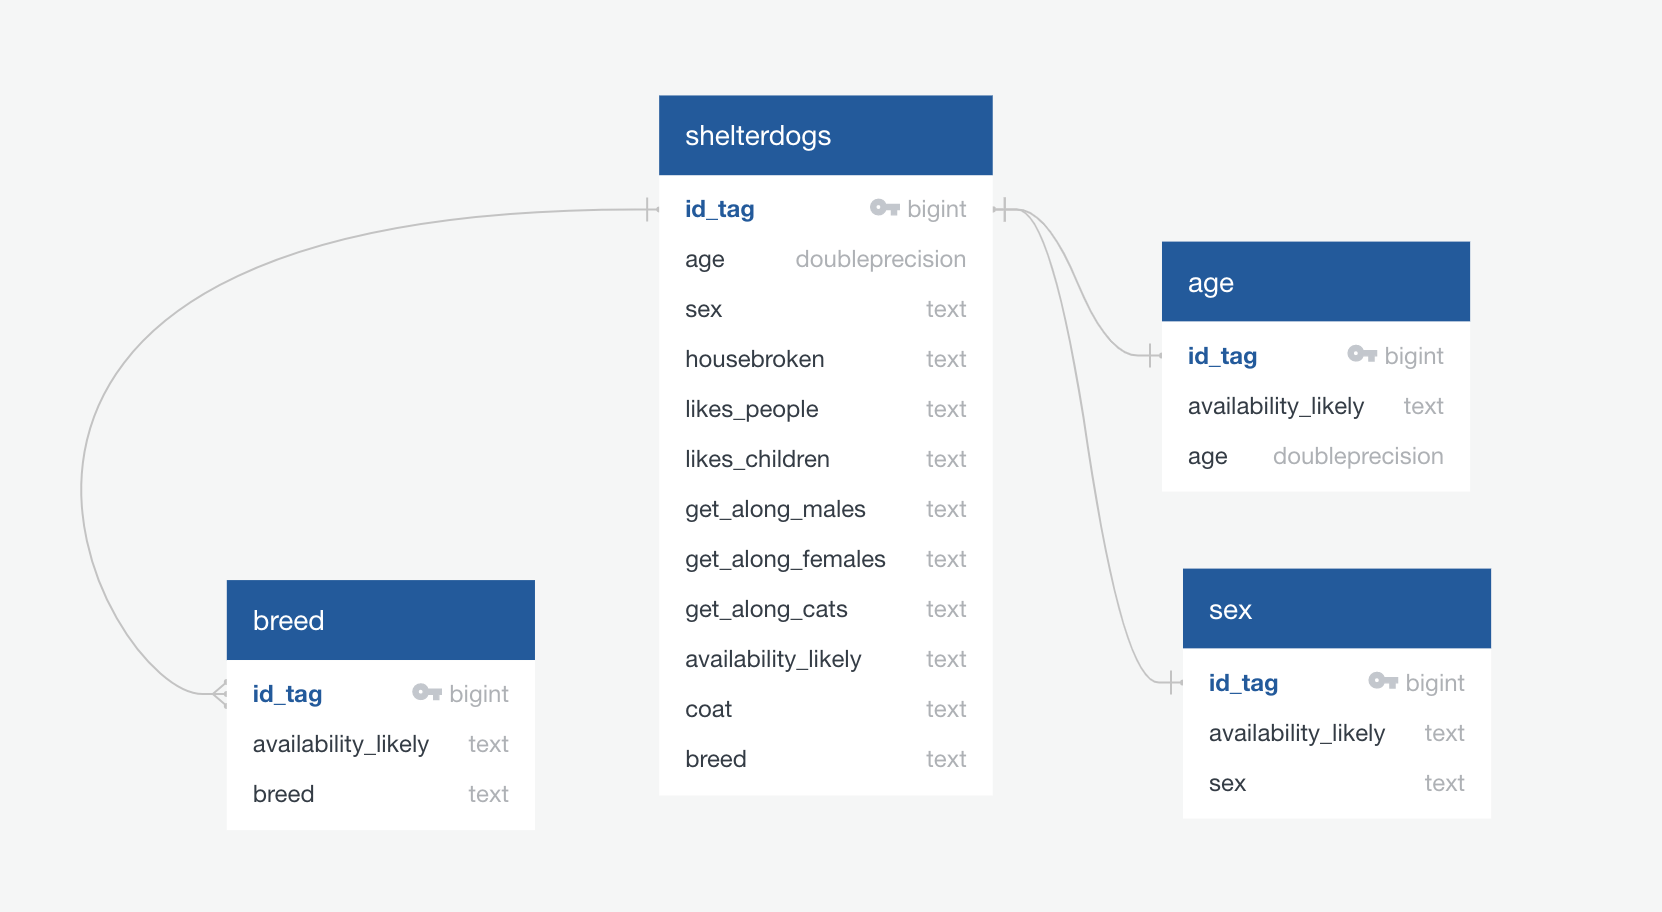 shelterdogs
id_tag bigint
age doubleprecision
sex text
housebroken text
likes_people text
likes_children text
get_along_males text
get_along_females text
get_along_cats text
availability_likely text
coat text
breed text
age
id_tag bigint
availability_likely text
age doubleprecision
breed
id_tag bigint
availability_likely text
breed text
sex
id_tag bigint
availability_likely text
sex text